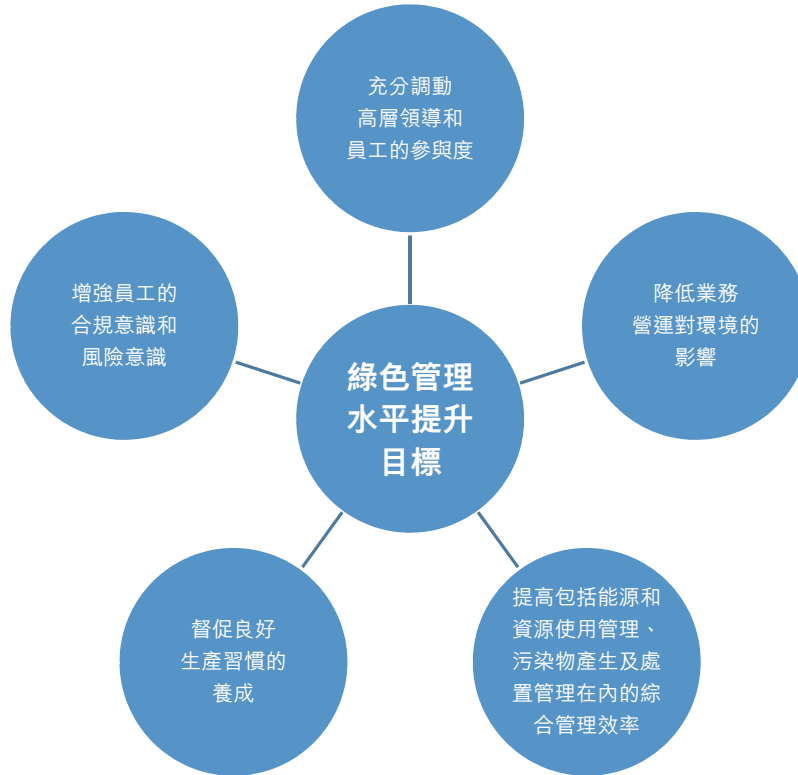 充分調動
高層領導和
員工的參與度
增強員工的
合規意識和
風險意識
降低業務
營運對環境的
影響
綠色管理
水平提升
目標
督促良好
生產習慣的
養成
提高包括能源和
資源使用管理、
污染物產生及處
置管理在內的綜
合管理效率